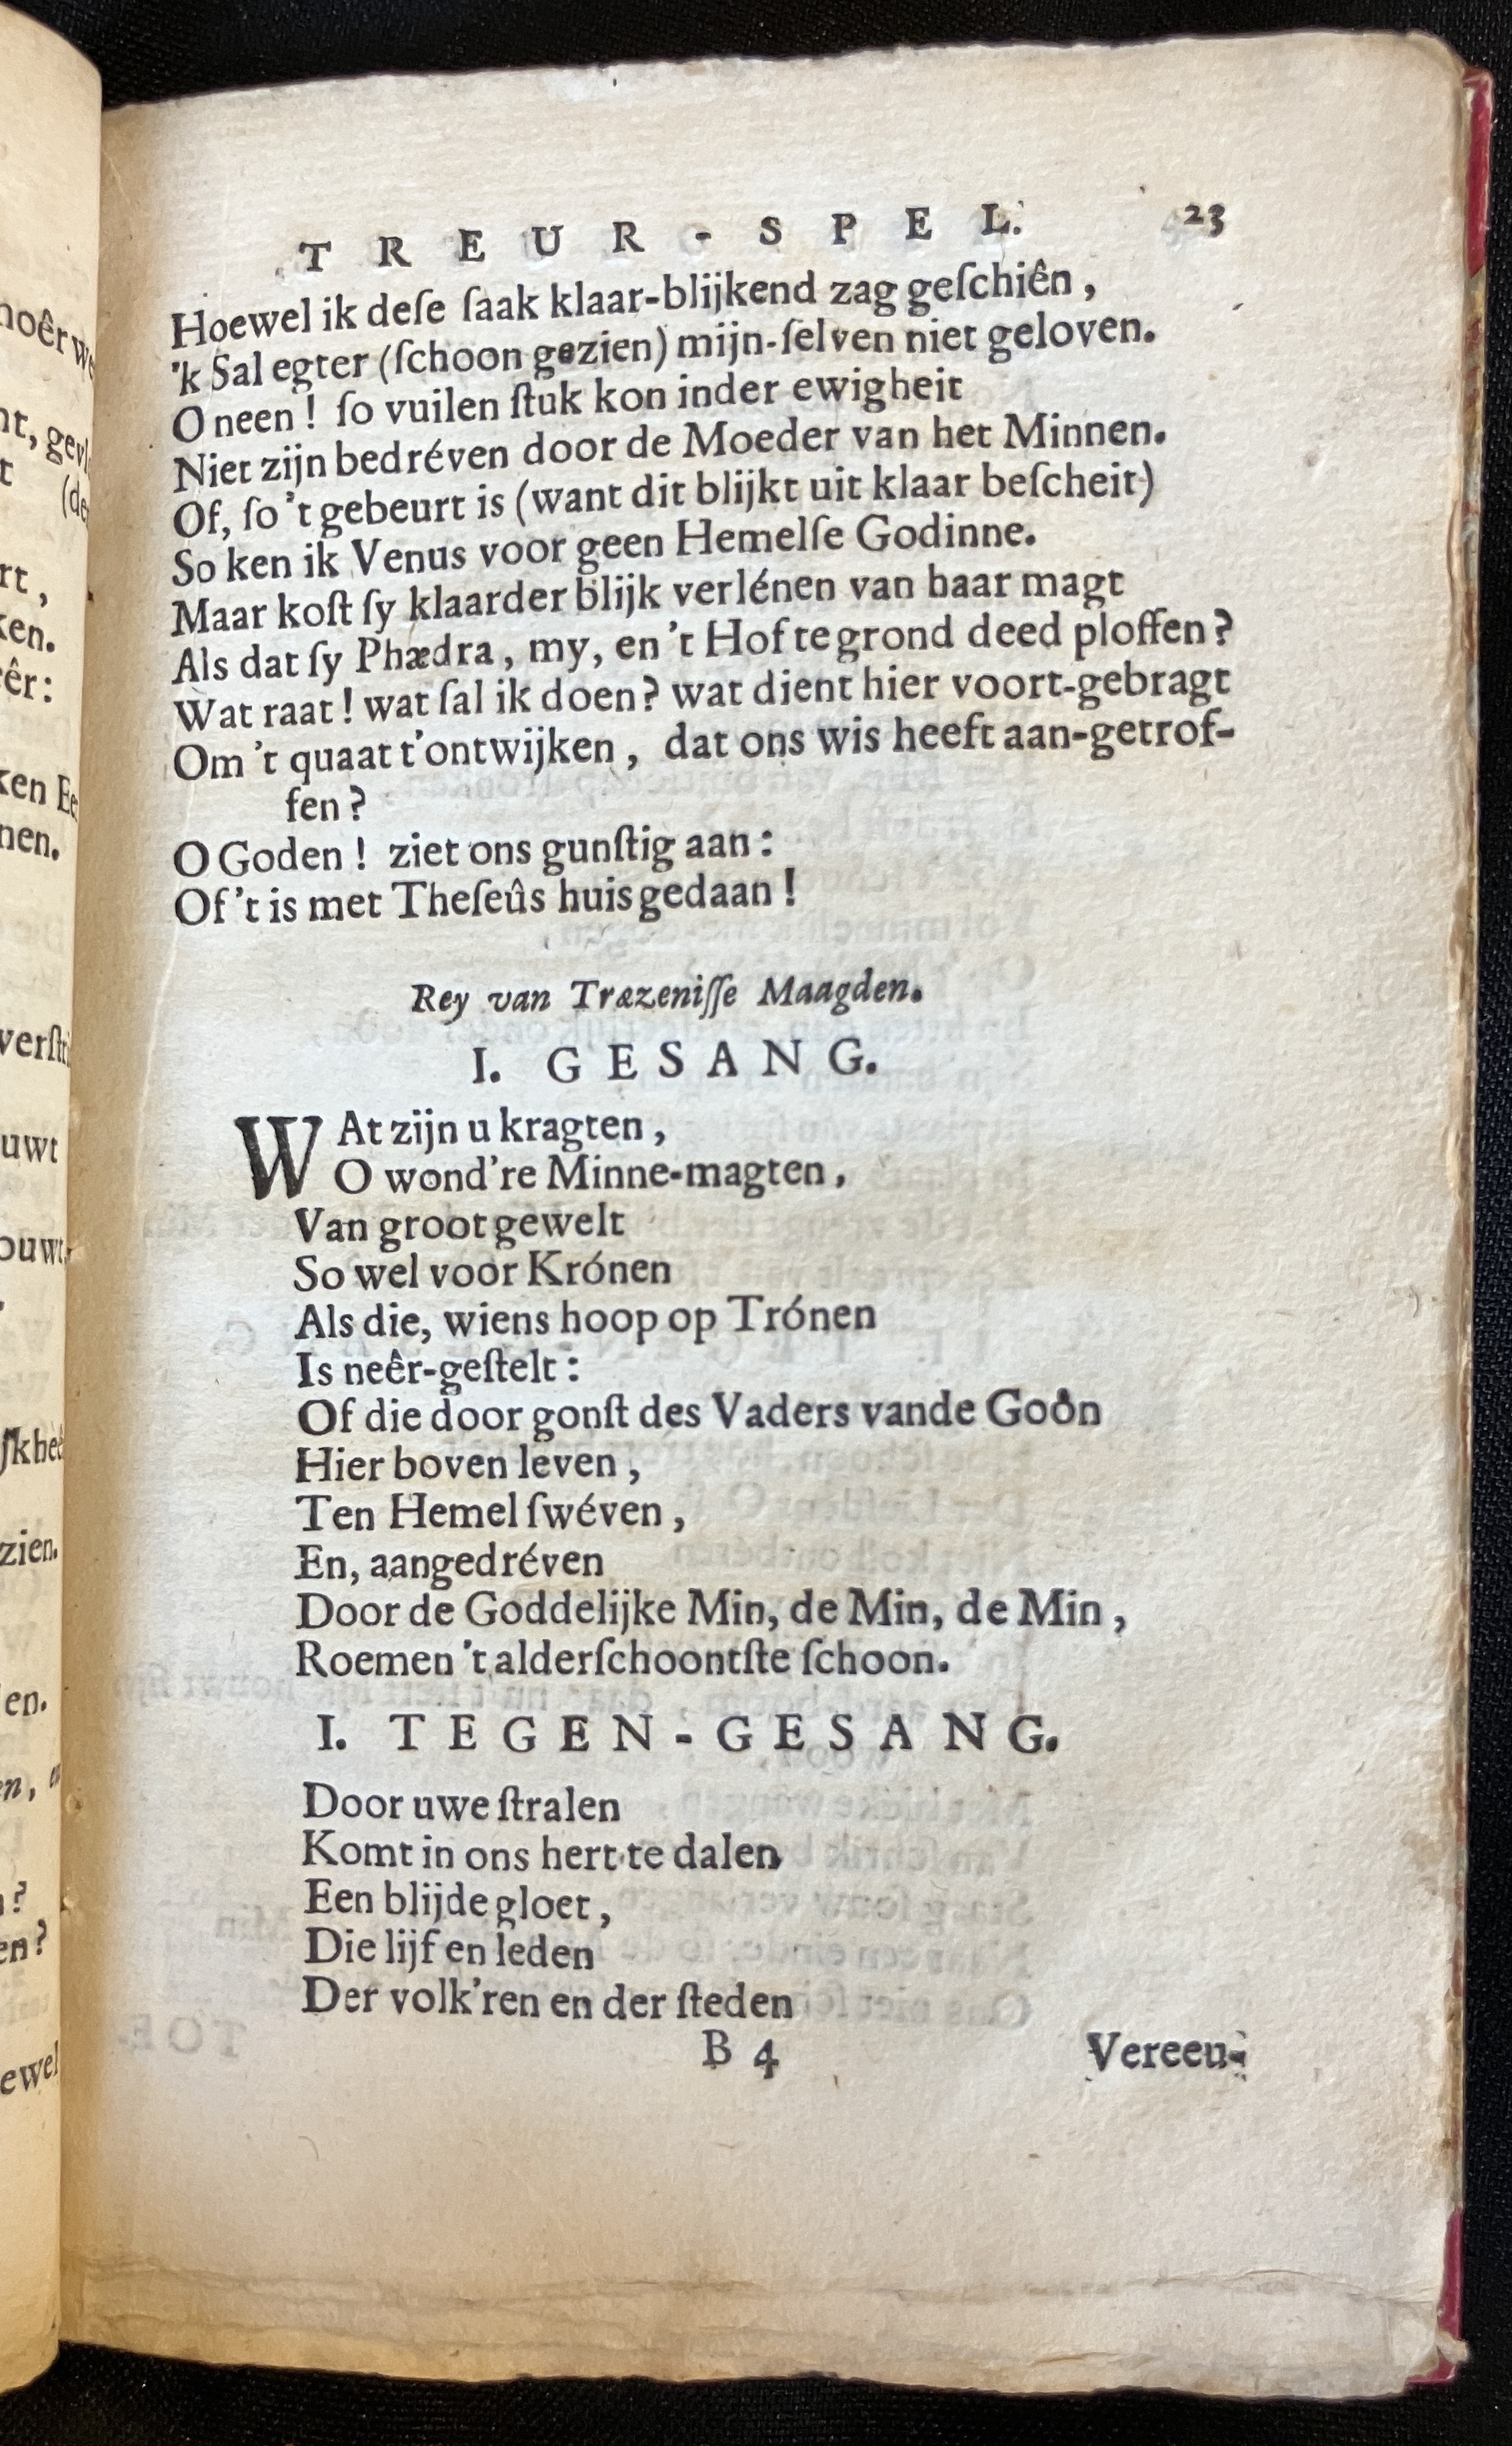 TREUR-SPEL. 23
Hoewel ik deſe ſaak klaar-blijkend zag geſchiên,
'k Sal egter (ſchoon gezien) mijn-ſelven niet geloven.
O neen! ſo vuilen ſtuk kon inder ewigheit
Niet zijn bedréven door de Moeder van het Minnen.
Of, ſo 't gebeurt is (want dit blijkt uit klaar beſcheit)
So ken ik Venus voor geen Hemelſe Godinne.
Maar koſt ſy klaarder blijk verlénen van haar magt
Als dat ſy Phædra, my, en 't Hof te grond deed ploffen?
Wat raat! wat ſal ik doen? wat dient hier voort-gebragt
Om 't quaat t'ontwijken, dat ons wis heeft aan-getrof-
fen?
O Goden! ziet ons gunſtig aan:
Of 't is met Theſeûs huis gedaan!
Rey van Træzeniſſe Maagden.
I. GESANG.
WAt zijn u kragten,
O wond're Minne-magten,
Van groot gewelt
So wel voor Krónen
Als die, wiens hoop op Trónen
Is neêr-geſtelt:
Of die door gonſt des Vaders vande Goôn
Hier boven leven,
Ten Hemel ſwéven,
En, aangedréven
Door de Goddelijke Min, de Min, de Min,
Roemen 't alderſchoontſte ſchoon.
I. TEGEN-GESANG.
Door uwe ſtralen
Komt in ons hert te dalen
Een blijde gloet,
Die lijf en leden
Der volk'ren en der ſteden
B 4 Vereeu-